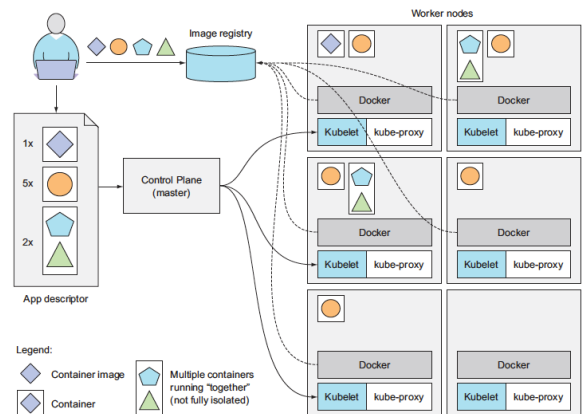 Worker nodes
Image registry
Docker
Docker
Kubelet
kube-proxy
Kubelet
kube-proxy
1x
5x
2x
App descriptor
Control Plane
(master)
Docker
Docker
Kubelet
kube-proxy
Kubelet
kube-proxy
Docker
Docker
Kubelet
kube-proxy
Kubelet
kube-proxy
Legend:
Container image
Container
Multiple containers
running “together”
(not fully isolated)